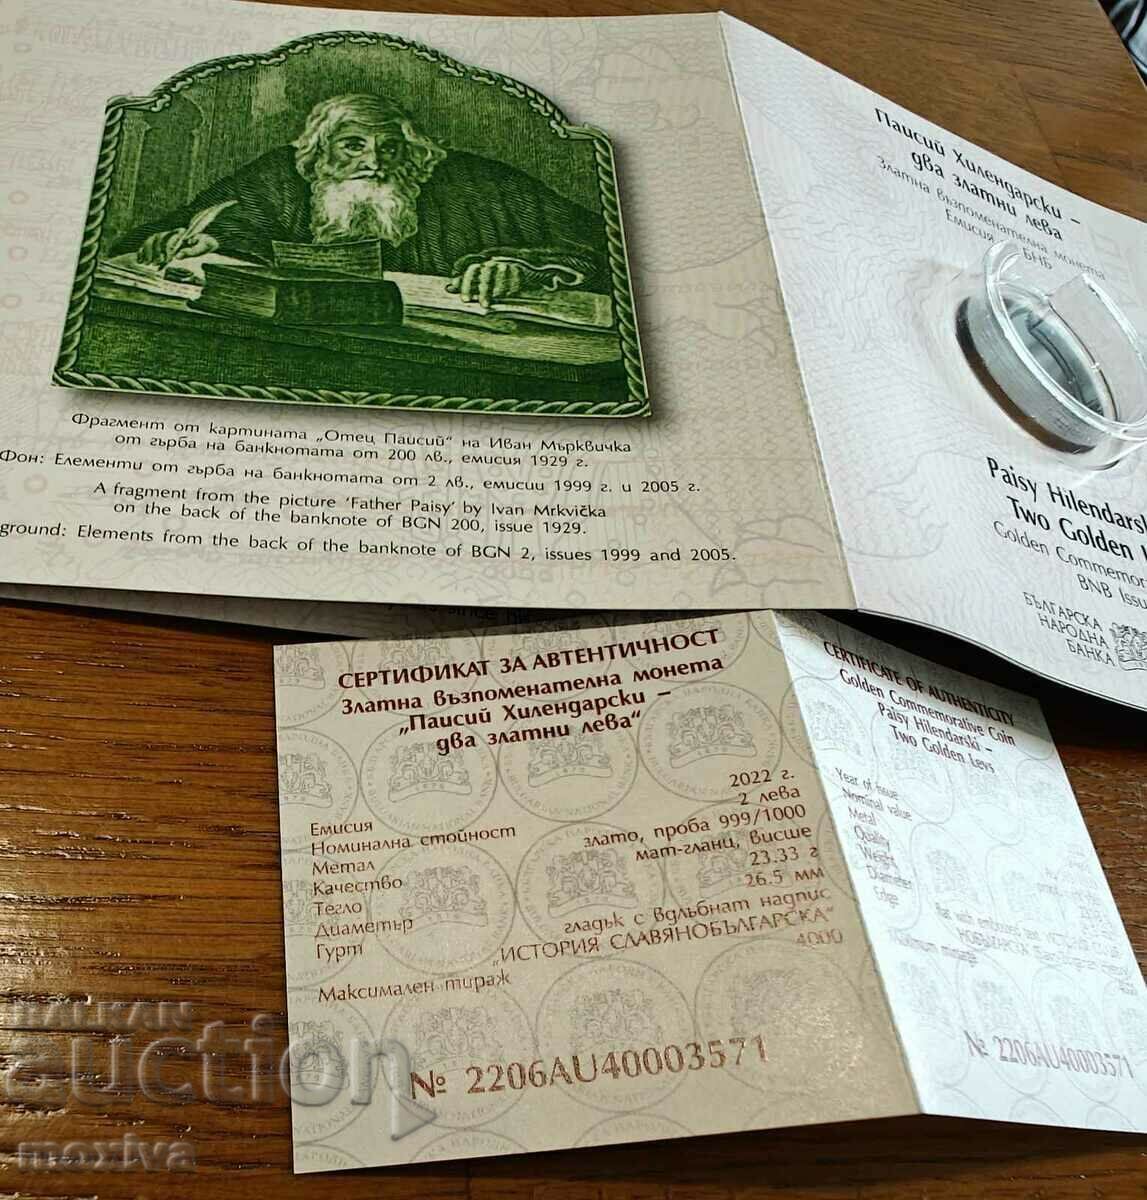 Фрагмент от картината „Отец Паисий" на Иван Мърквичка
от гърба на банкнотата от 200 лв., емисия 1929 г.
Фон: Елементи от гърба на банкнотата от 2 лв., емисии 1999 г. и 2005 г.
A fragment from the picture 'Father Paisy' by Ivan Mrkvička
on the back of the banknote of BGN 200, issue 1929.
ground: Elements from the back of the banknote of BGN 2, issues 1999 and 2005.
Паисий Хилендарски –
два златни лева
Златна възпоменателна монета
Емисия БНБ
Paisy Hilendarski
Two Golden L
Golden Commemor
BNB Issu
БЪЛГАРСКА
НАРОДНА
БАНКА
СЕРТИФИКАТ ЗА АВТЕНТИЧНОСТ
Златна възпоменателна монета
„Паисий Хилендарски –
два златни лева“
Емисия 2022 г.
Номинална стойност 2 лева
Метал злато, проба 999/1000
Качество мат-гланц, висше
Тегло 23.33 г
Диаметър 26.5 мм
Гурт гладък с вдлъбнат надпис
„ИСТОРИЯ СЛАВЯНОБЪЛГАРСКА“
Максимален тираж 4000
№ 2206AU40003571
CERTIFICATE OF AUTHENTICITY
Golden Commemorative Coin
Paisy Hilendarski –
Two Golden Levs
Year of issue
Nominal value
Metal
Quality
Weight
Diameter
Edge
Maximum mintage
№ 2206AU40003571
BALKAN
auction
moxiva